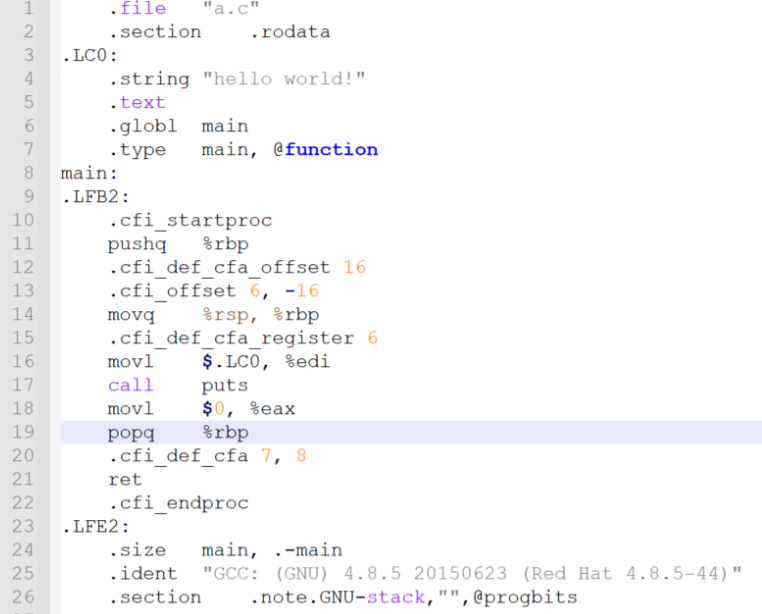 1 .file "a.c"
2 .section .rodata
3 .LC0:
4 .string "hello world!"
5 .text
6 .globl main
7 .type main, @function
8 main:
9 .LFB2:
10 .cfi_startproc
11 pushq %rbp
12 .cfi_def_cfa_offset 16
13 .cfi_offset 6, -16
14 movq %rsp, %rbp
15 .cfi_def_cfa_register 6
16 movl $.LC0, %edi
17 call puts
18 movl $0, %eax
19 popq %rbp
20 .cfi_def_cfa 7, 8
21 ret
22 .cfi_endproc
23 .LFE2:
24 .size main, .-main
25 .ident "GCC: (GNU) 4.8.5 20150623 (Red Hat 4.8.5-44)"
26 .section .note.GNU-stack,"",@progbits